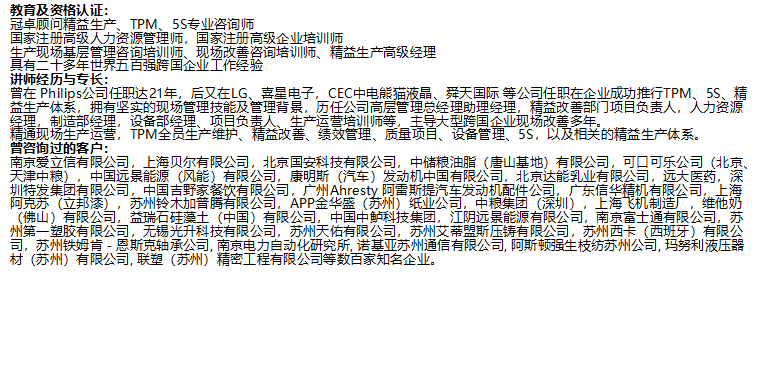 教育及资格认证：
冠卓顾问精益生产、TPM、5S专业咨询师
国家注册高级人力资源管理师，国家注册高级企业培训师
生产现场基层管理咨询培训师、现场改善咨询培训师、精益生产高级经理
具有二十多年世界五百强跨国企业工作经验
讲师经历与专长：
曾在 Philips公司任职达21年，后又在LG、喜星电子，CEC中电熊猫液晶、舜天国际 等公司任职在企业成功推行TPM、5S、精
益生产体系，拥有坚实的现场管理技能及管理背景，历任公司高层管理总经理助理经理，精益改善部门项目负责人，人力资源
经理，制造部经理，设备部经理、项目负责人、生产运营培训师等，主导大型跨国企业现场改善多年。
精通现场生产运营，TPM全员生产维护、精益改善、绩效管理、质量项目、设备管理、5S，以及相关的精益生产体系。
曾咨询过的客户：
南京爱立信有限公司，上海贝尔有限公司，北京国安科技有限公司，中储粮油脂（唐山基地）有限公司，可口可乐公司（北京、
天津中粮），中国远景能源（风能）有限公司，康明斯（汽车）发动机中国有限公司，北京达能乳业有限公司，远大医药，深
圳特发集团有限公司，中国吉野家餐饮有限公司，广州Ahresty 阿雷斯提汽车发动机配件公司，广东信华精机有限公司，上海
阿克苏（立邦漆），苏州铃木加普腾有限公司，APP金华盛（苏州）纸业公司，中粮集团（深圳），上海飞机制造厂，维他奶
（佛山）有限公司，益瑞石硅藻土（中国）有限公司，中国中鲈科技集团，江阴远景能源有限公司，南京富士通有限公司，苏
州第一塑胶有限公司，无锡光升科技有限公司，苏州天佑有限公司，苏州艾蒂盟斯压铸有限公司，苏州西卡（西班牙）有限公
司，苏州铁姆肯－恩斯克轴承公司, 南京电力自动化研究所, 诺基亚苏州通信有限公司, 阿斯顿强生枝纺苏州公司, 玛努利液压器
材（苏州）有限公司, 联塑（苏州）精密工程有限公司等数百家知名企业。